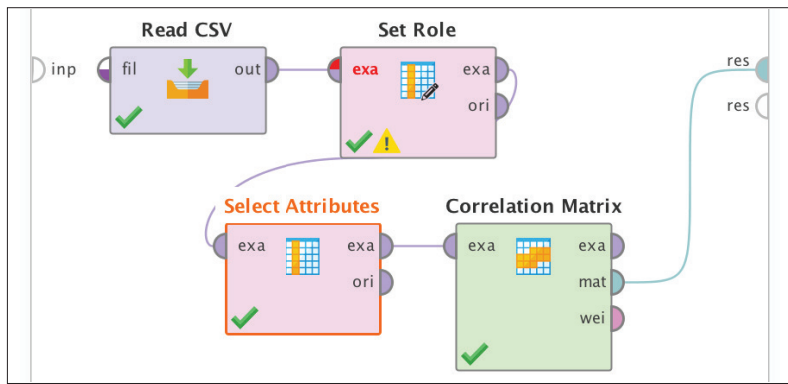 Read CSV
Set Role
inp
fil
out
exa
exa
ori
res
res
Select Attributes
Correlation Matrix
exa
exa
ori
exa
exa
mat
wei